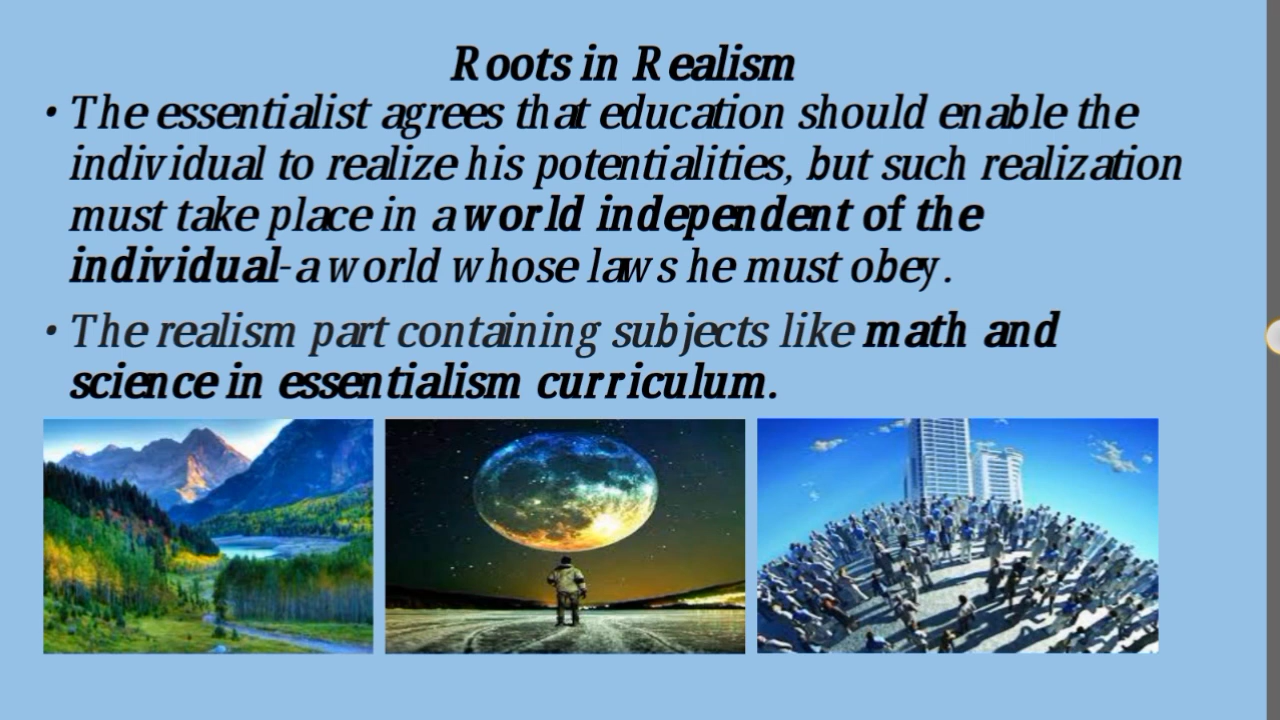 Roots in Realism
• The essentialist agrees that education should enable the
individual to realize his potentialities, but such realization
must take place in a world independent of the
individual-a world whose laws he must obey.
• The realism part containing subjects like math and
science in essentialism curriculum.